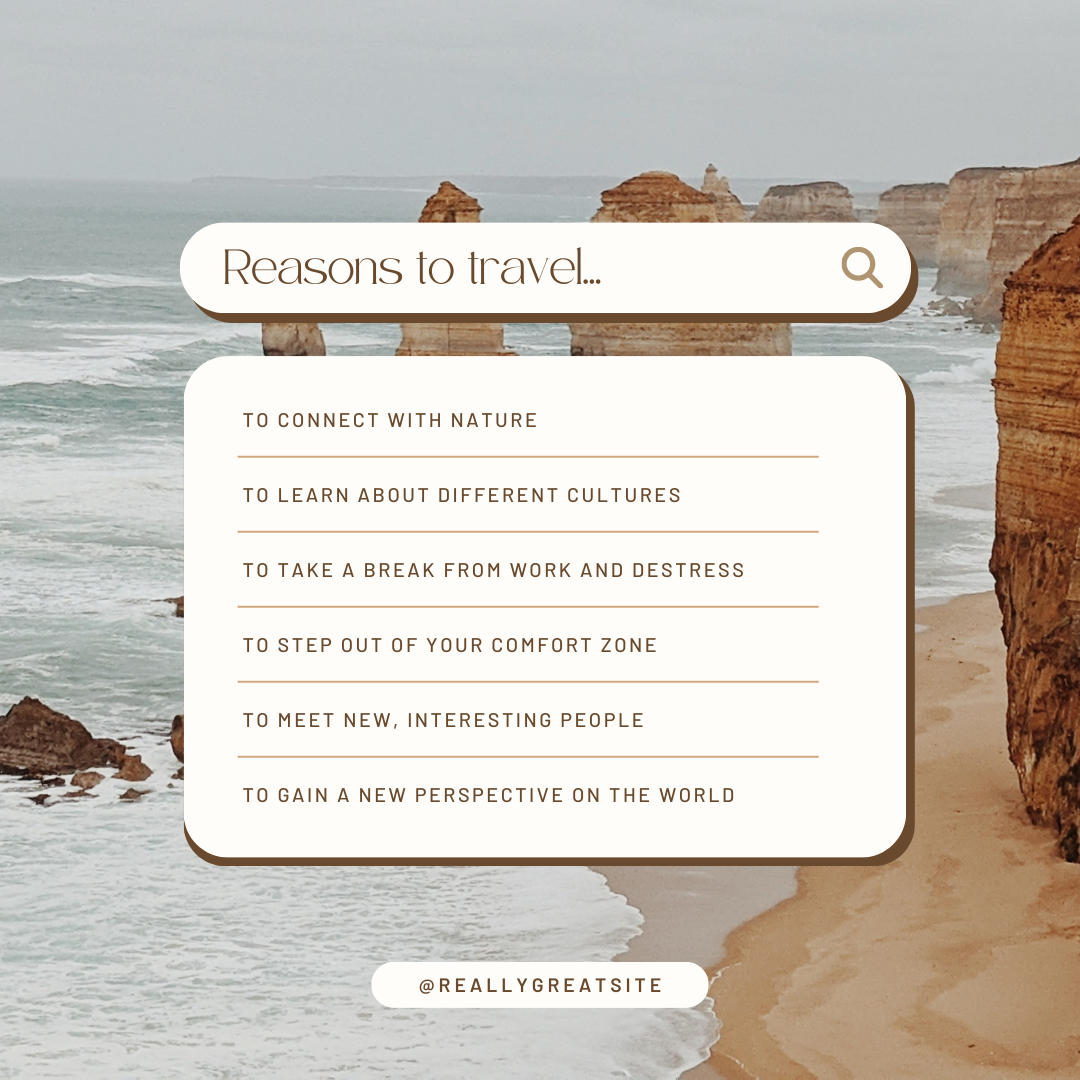 Reasons to travel...
TO CONNECT WITH NATURE
TO LEARN ABOUT DIFFERENT CULTURES
TO TAKE A BREAK FROM WORK AND DESTRESS
TO STEP OUT OF YOUR COMFORT ZONE
TO MEET NEW, INTERESTING PEOPLE
TO GAIN A NEW PERSPECTIVE ON THE WORLD
@REALLYGREATSITE